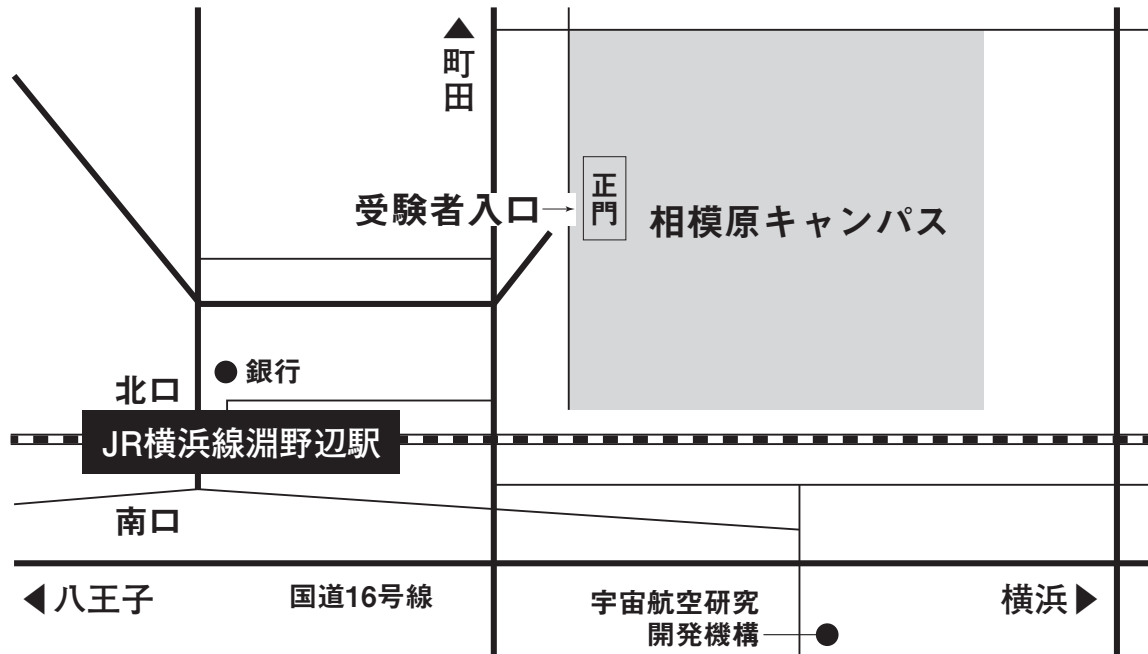 町田
受験者入口
正門
相模原キャンパス
銀行
北口
JR横浜線淵野辺駅
南口
八王子
国道16号線
宇宙航空研究
開発機構
横浜